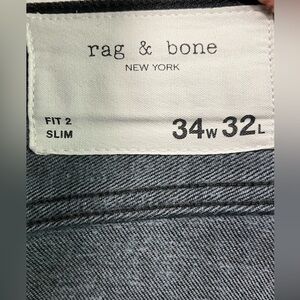 rag & bone
NEW YORK
FIT 2
SLIM
34W 32L